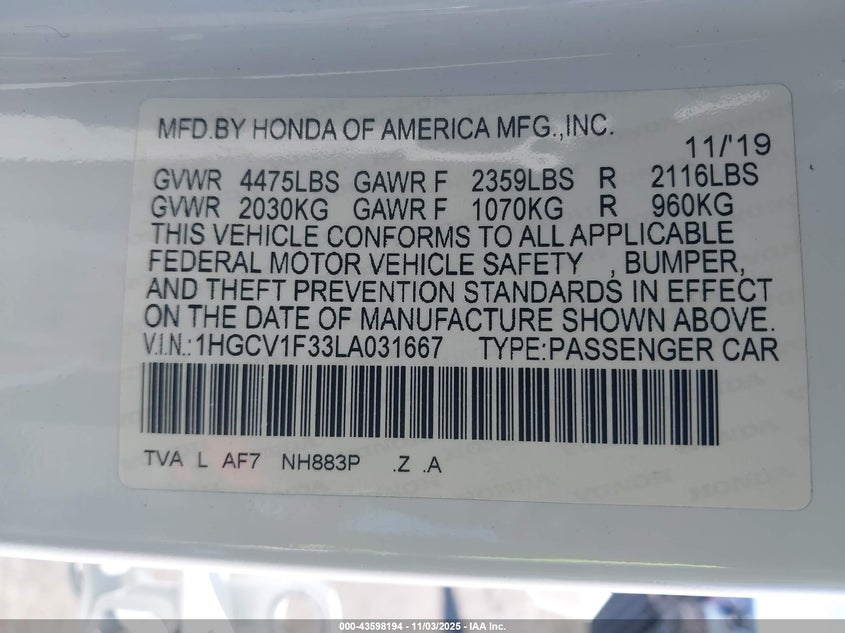 MFD.BY HONDA OF AMERICA MFG.,INC.
11/'19
GVWR 4475LBS GAWR F 2359LBS R 2116LBS
GVWR 2030KG GAWR F 1070KG R 960KG
THIS VEHICLE CONFORMS TO ALL APPLICABLE
FEDERAL MOTOR VEHICLE SAFETY , BUMPER,
AND THEFT PREVENTION STANDARDS IN EFFECT
ON THE DATE OF MANUFACTURE SHOWN ABOVE.
V.I.N.:1HGCV1F33LA031667 TYPE:PASSENGER CAR
TVA L AF7 NH883P .Z .A
HONDA HONDA
000-43598194 - 11/03/2025 - IAA Inc.